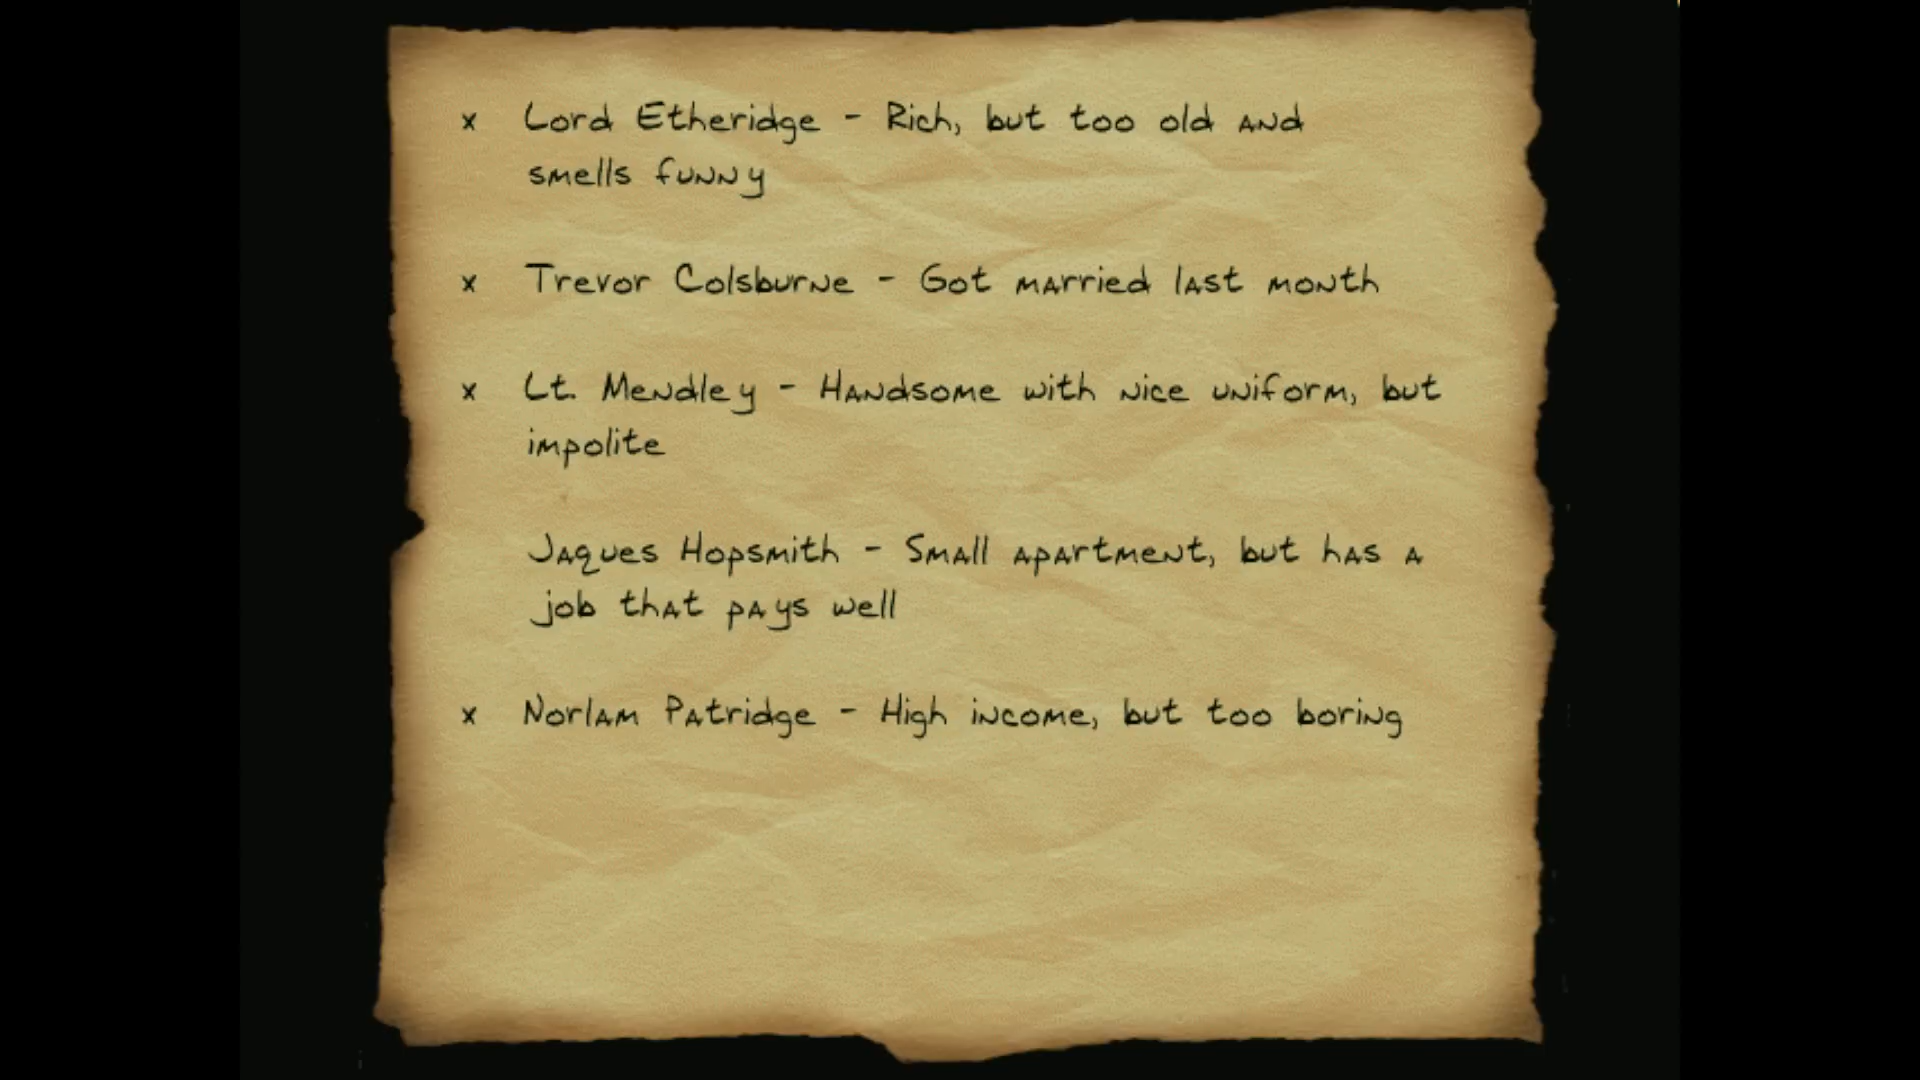 x Lord Etheridge - Rich, but too old and
smells funny
x Trevor Colsburne - Got married last month
x Lt. Mendley - Handsome with nice uniform, but
impolite
Jaques Hopsmith - Small apartment, but has a
job that pays well
x Norlam Patridge - High income, but too boring